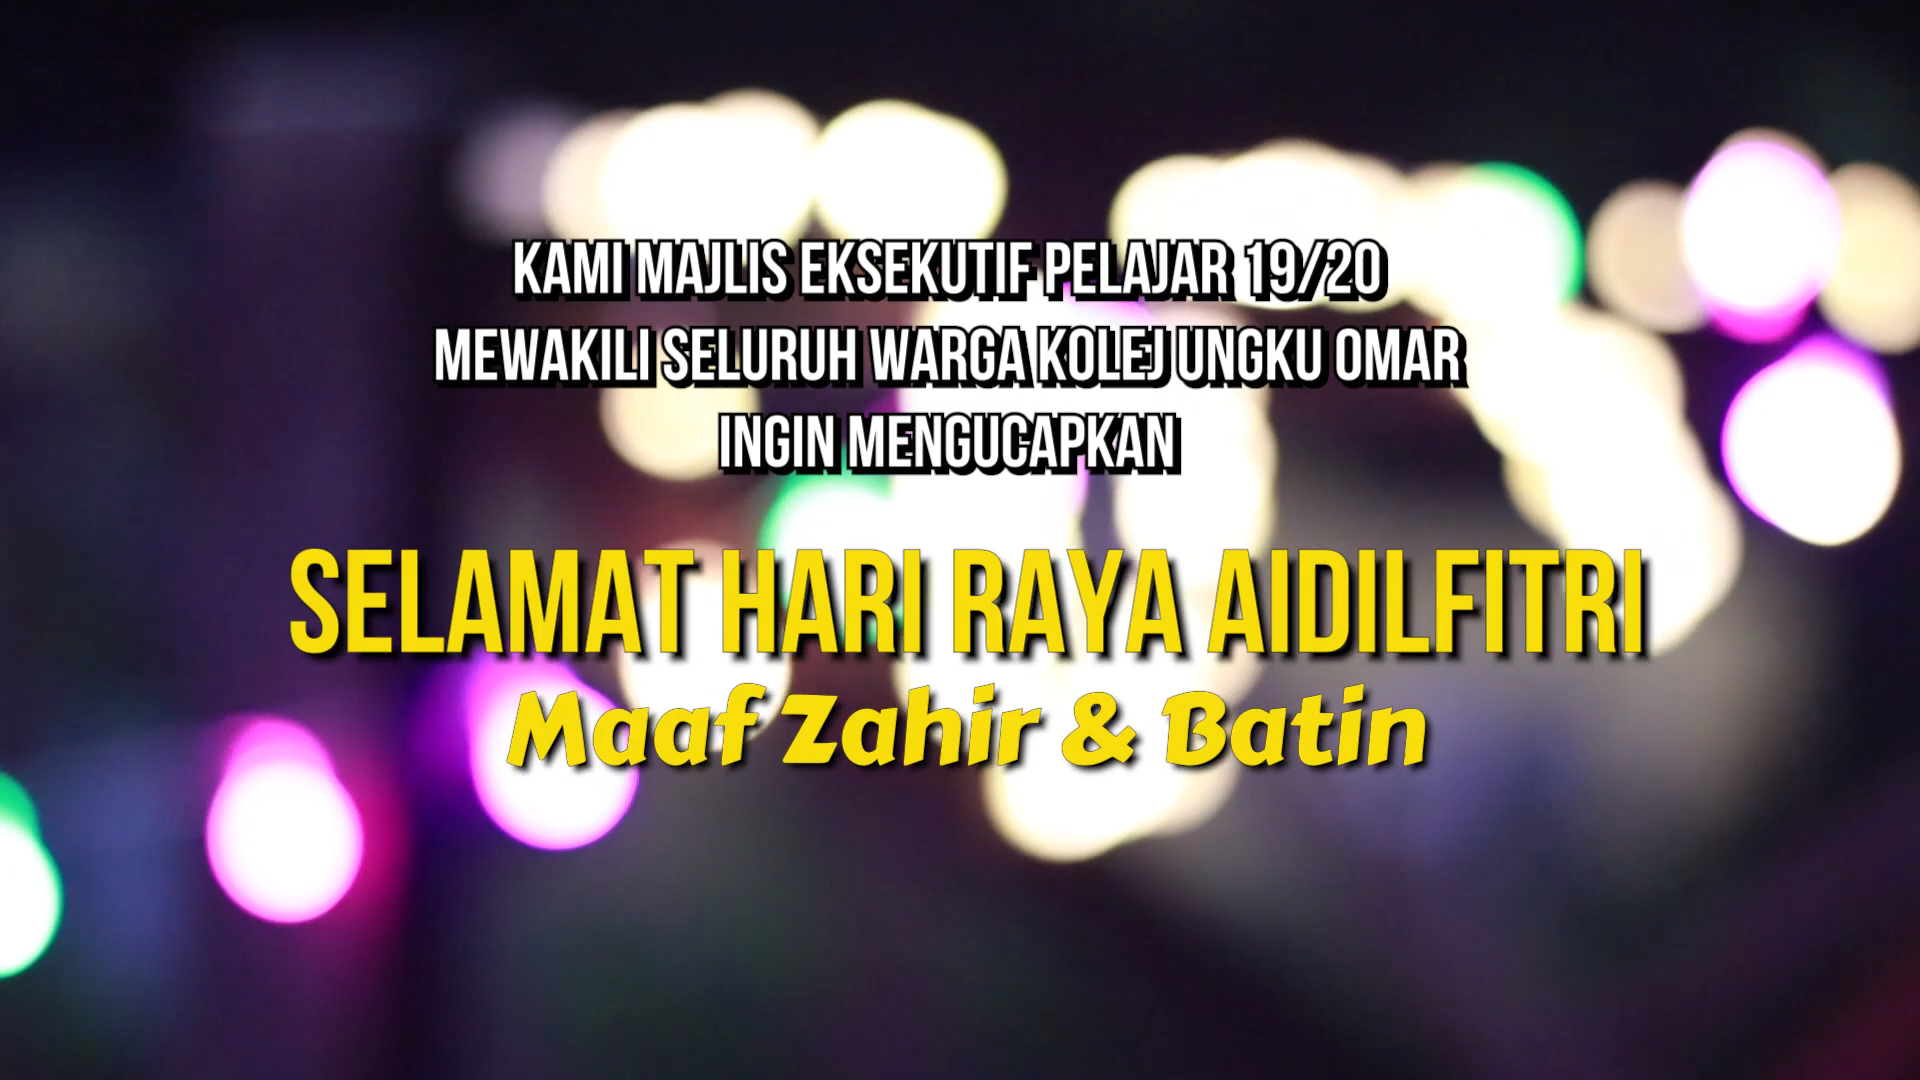 KAMI MAJLIS EKSEKUTIF PELAJAR 19/20
MEWAKILI SELURUH WARGA KOLEJ UNGKU OMAR
INGIN MENGUCAPKAN
SELAMAT HARI RAYA AIDILFITRI
Maaf Zahir & Batin